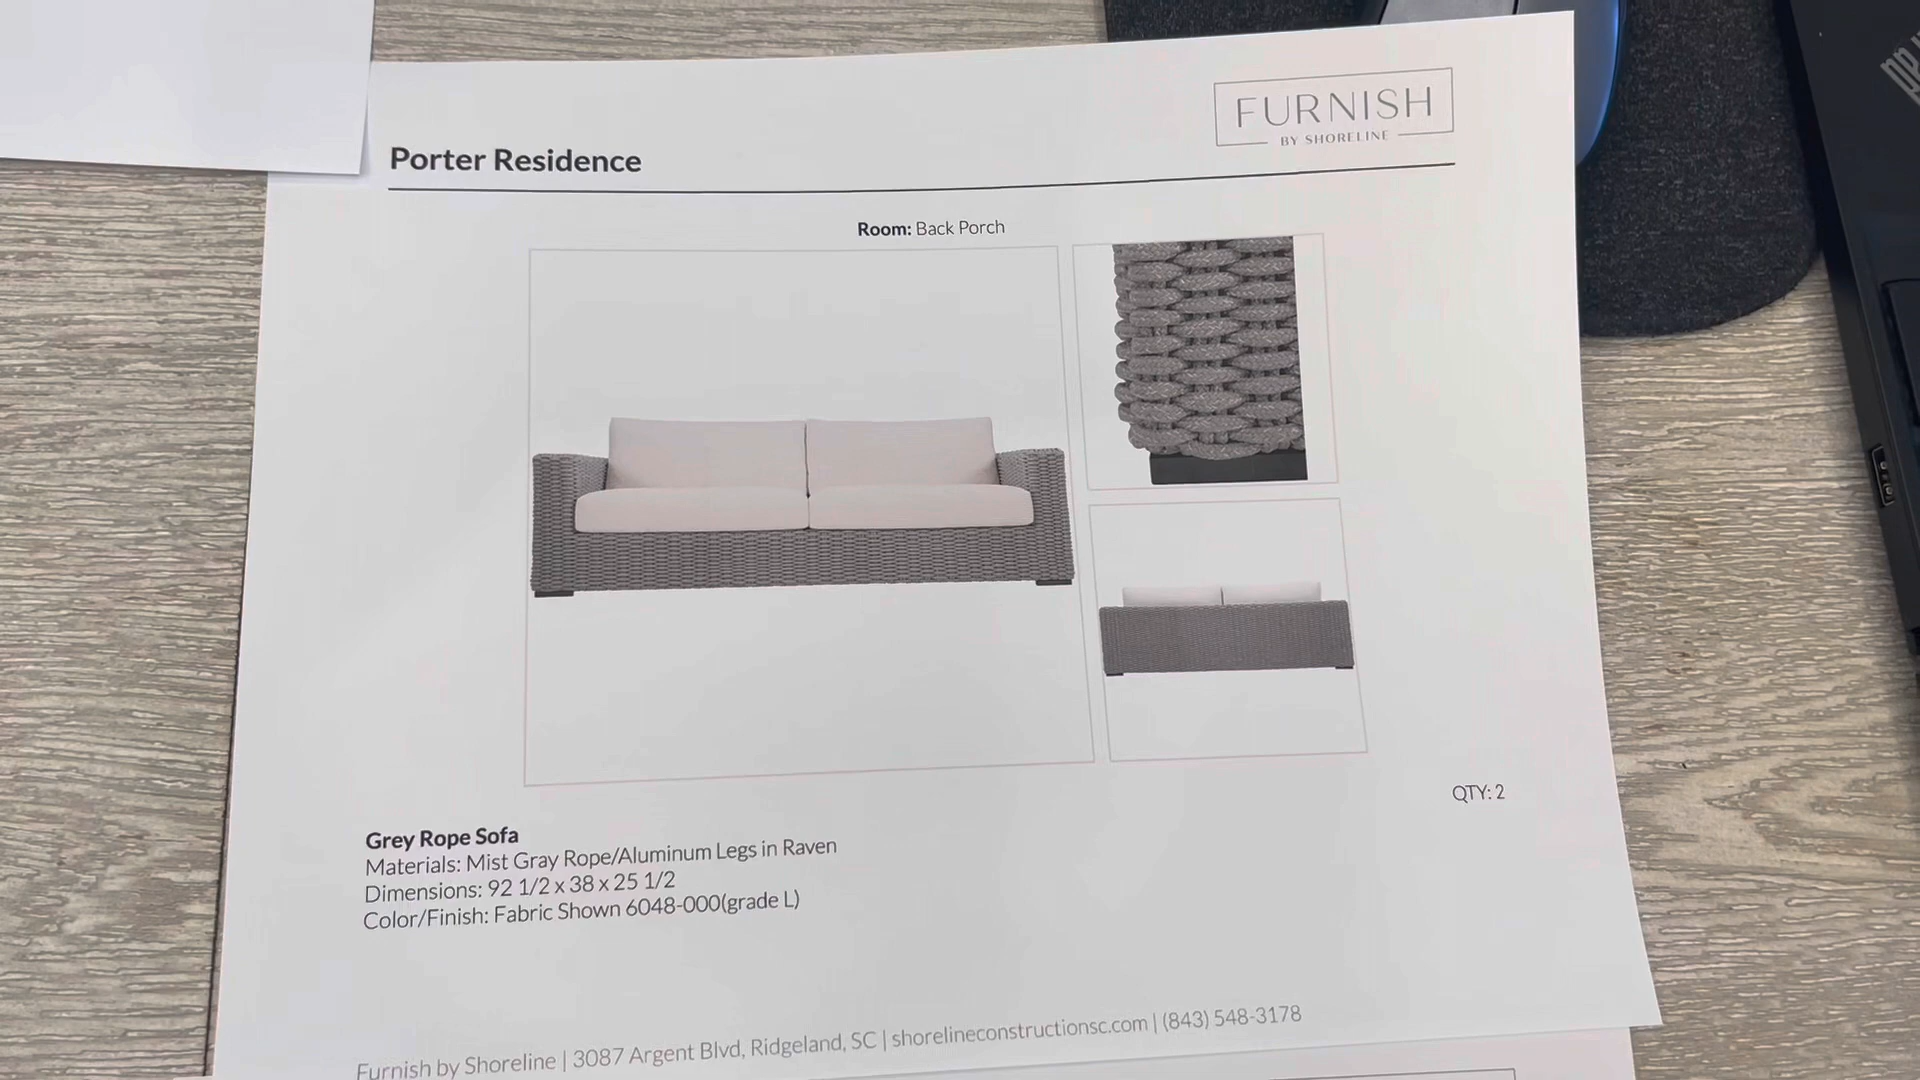 FURNISH
BY SHORELINE
Porter Residence
Room: Back Porch
QTY: 2
Grey Rope Sofa
Materials: Mist Gray Rope/Aluminum Legs in Raven
Dimensions: 92 1/2 x 38 x 25 1/2
Color/Finish: Fabric Shown 6048-000(grade L)
Furnish by Shoreline | 3087 Argent Blvd, Ridgeland, SC | shorelineconstructionsc.com | (843) 548-3178